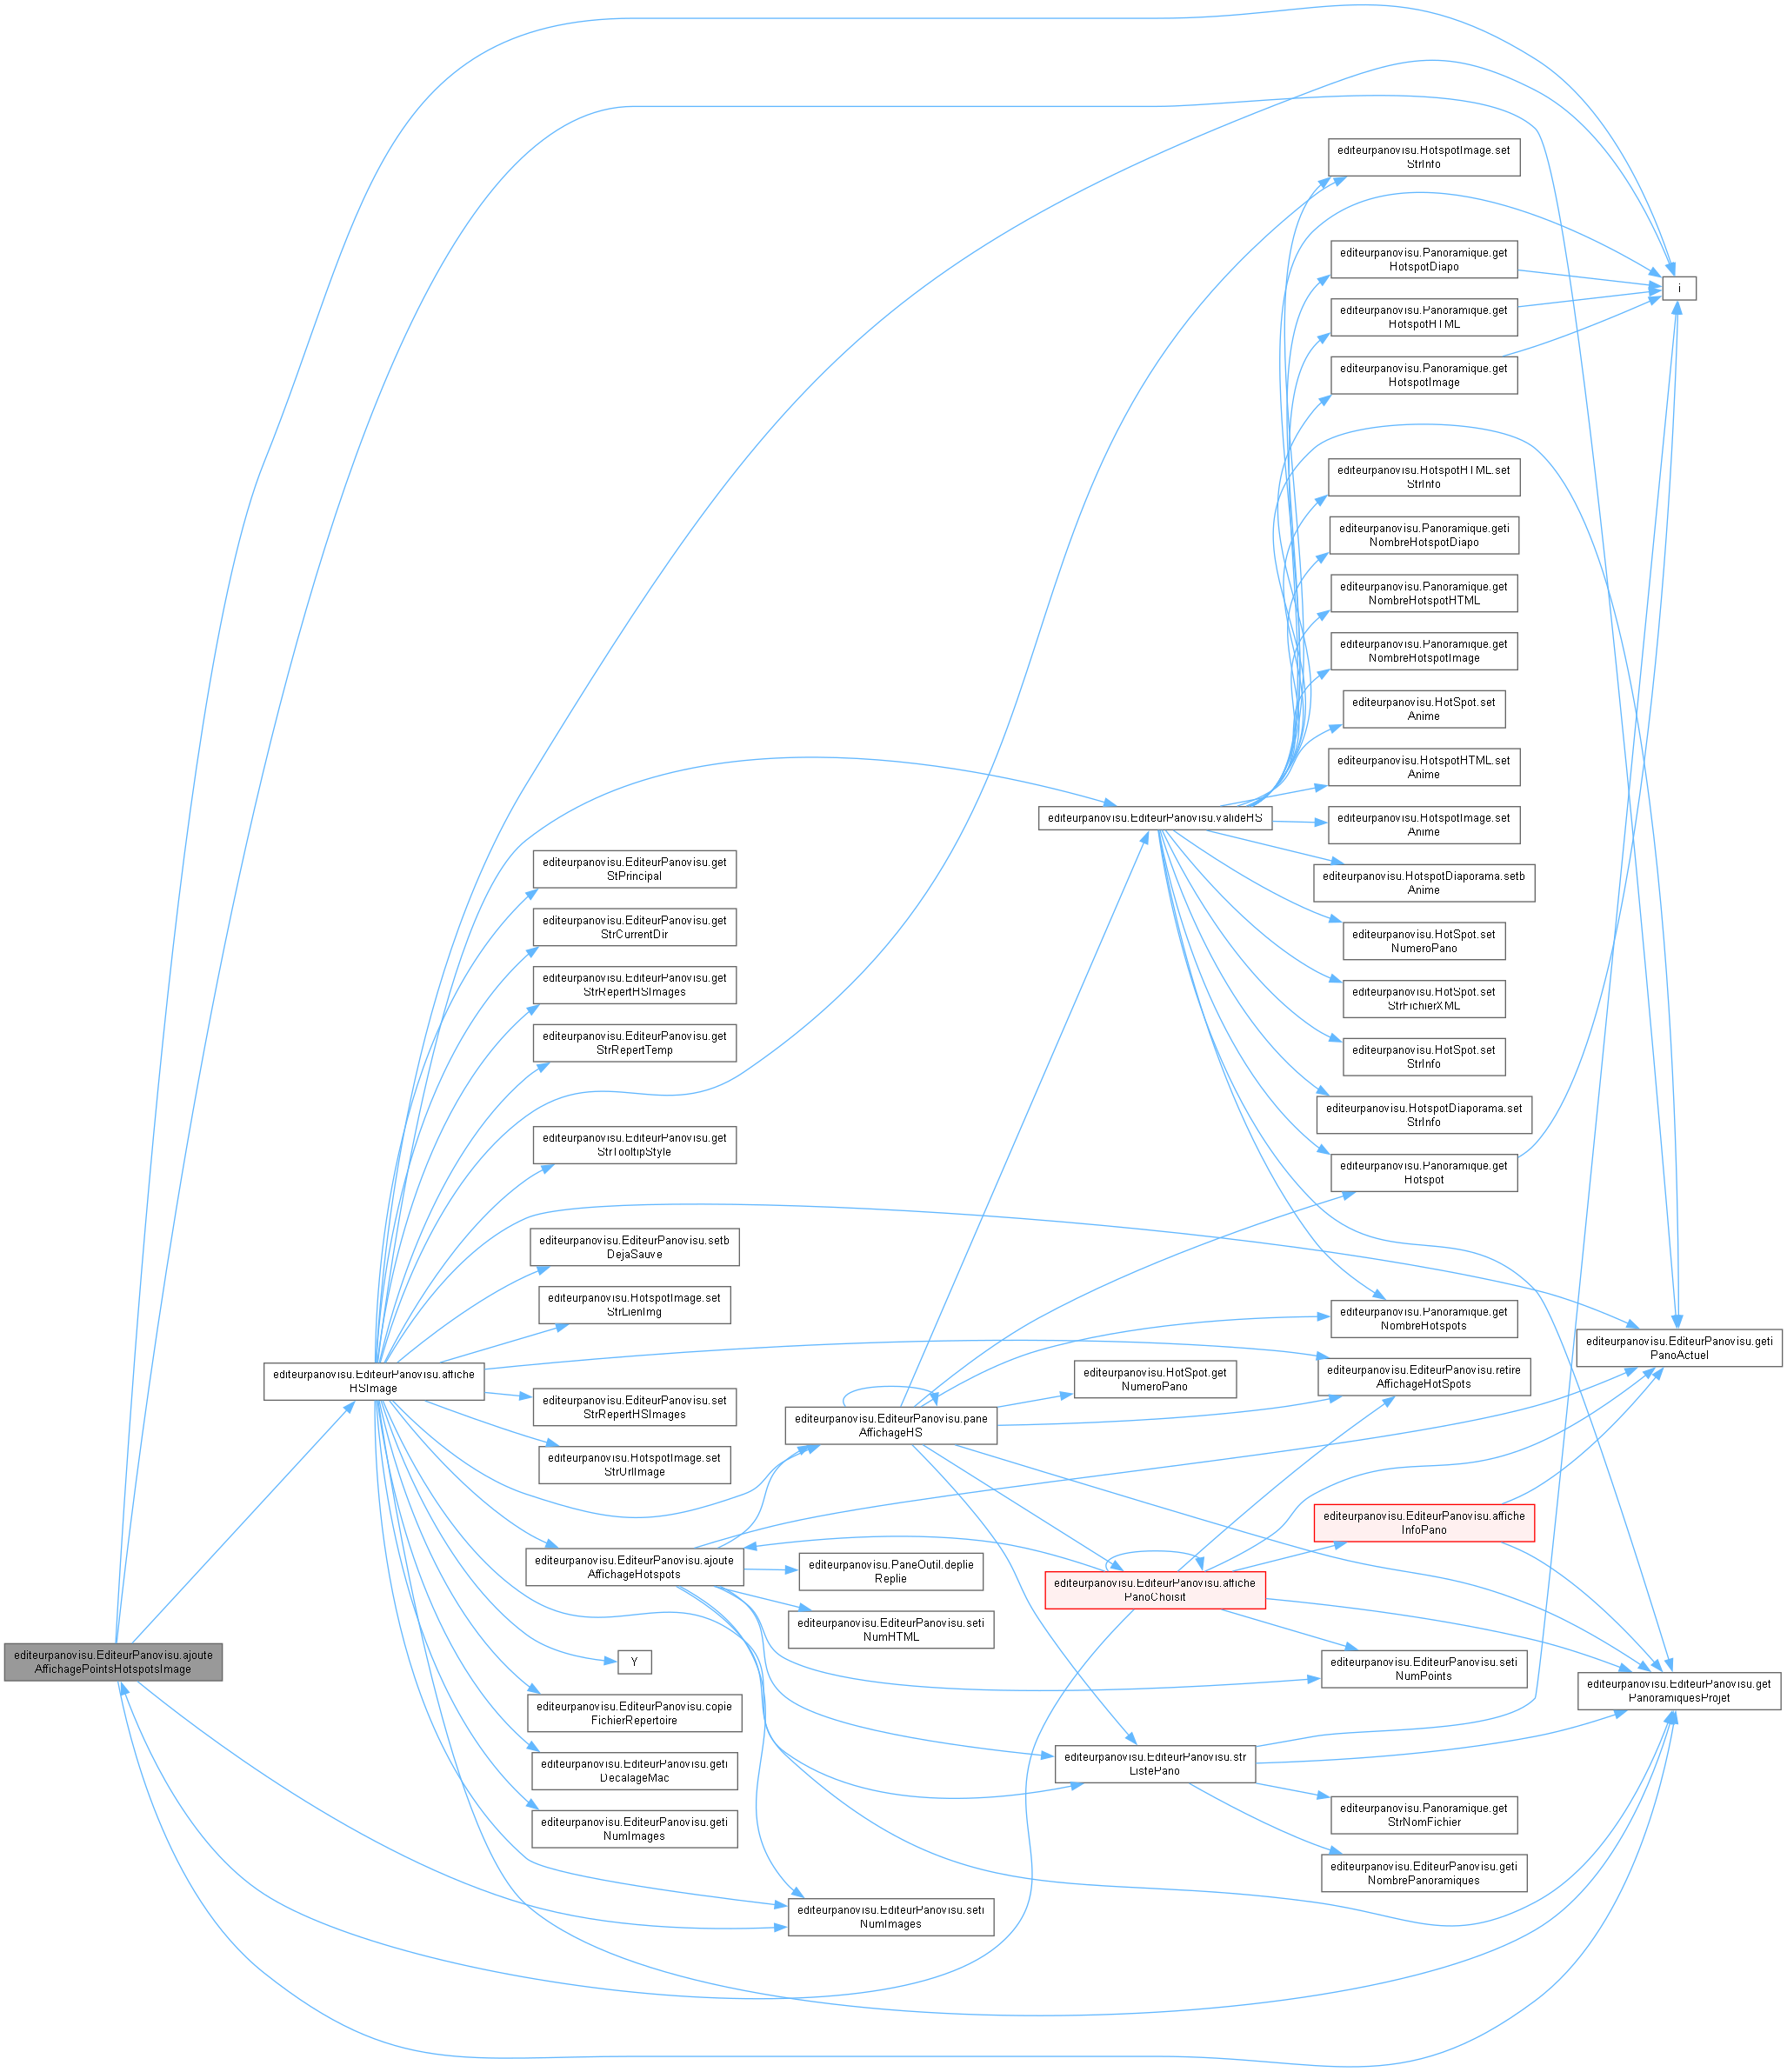 editeurpanovisu.HotspotImage.set
StrInfo
editeurpanovisu.Panoramique.get
HotspotDiapo
i
editeurpanovisu.Panoramique.get
HotspotHTML
editeurpanovisu.Panoramique.get
HotspotImage
editeurpanovisu.HotspotHTML.set
StrInfo
editeurpanovisu.Panoramique.geti
NombreHotspotDiapo
editeurpanovisu.Panoramique.get
NombreHotspotHTML
editeurpanovisu.Panoramique.get
NombreHotspotImage
editeurpanovisu.HotSpot.set
Anime
editeurpanovisu.HotspotHTML.set
Anime
editeurpanovisu.EditeurPanovisu.valideHS
editeurpanovisu.HotspotImage.set
Anime
editeurpanovisu.EditeurPanovisu.get
StPrincipal
editeurpanovisu.HotspotDiaporama.setb
Anime
editeurpanovisu.EditeurPanovisu.get
StrCurrentDir
editeurpanovisu.HotSpot.set
NumeroPano
editeurpanovisu.EditeurPanovisu.get
StrRepertHSImages
editeurpanovisu.HotSpot.set
StrFichierXML
editeurpanovisu.EditeurPanovisu.get
StrRepertTemp
editeurpanovisu.HotSpot.set
StrInfo
editeurpanovisu.HotspotDiaporama.set
StrInfo
editeurpanovisu.EditeurPanovisu.get
StrTooltipStyle
editeurpanovisu.Panoramique.get
Hotspot
editeurpanovisu.EditeurPanovisu.setb
DejaSauve
editeurpanovisu.HotspotImage.set
StrLienImg
editeurpanovisu.Panoramique.get
NombreHotspots
editeurpanovisu.EditeurPanovisu.geti
PanoActuel
editeurpanovisu.EditeurPanovisu.affiche
HSImage
editeurpanovisu.HotSpot.get
NumeroPano
editeurpanovisu.EditeurPanovisu.retire
AffichageHotSpots
editeurpanovisu.EditeurPanovisu.set
StrRepertHSImages
editeurpanovisu.EditeurPanovisu.pane
AffichageHS
editeurpanovisu.HotspotImage.set
StrUrlImage
editeurpanovisu.EditeurPanovisu.affiche
InfoPano
editeurpanovisu.EditeurPanovisu.ajoute
AffichageHotspots
editeurpanovisu.PaneOutil.deplie
Replie
editeurpanovisu.EditeurPanovisu.affiche
PanoChoisit
editeurpanovisu.EditeurPanovisu.seti
NumHTML
editeurpanovisu.EditeurPanovisu.ajoute
AffichagePointsHotspotsImage
Y
editeurpanovisu.EditeurPanovisu.seti
NumPoints
editeurpanovisu.EditeurPanovisu.get
PanoramiquesProjet
editeurpanovisu.EditeurPanovisu.copie
FichierRepertoire
editeurpanovisu.EditeurPanovisu.str
ListePano
editeurpanovisu.EditeurPanovisu.geti
DecalageMac
editeurpanovisu.Panoramique.get
StrNomFichier
editeurpanovisu.EditeurPanovisu.geti
NumImages
editeurpanovisu.EditeurPanovisu.geti
NombrePanoramiques
editeurpanovisu.EditeurPanovisu.seti
NumImages